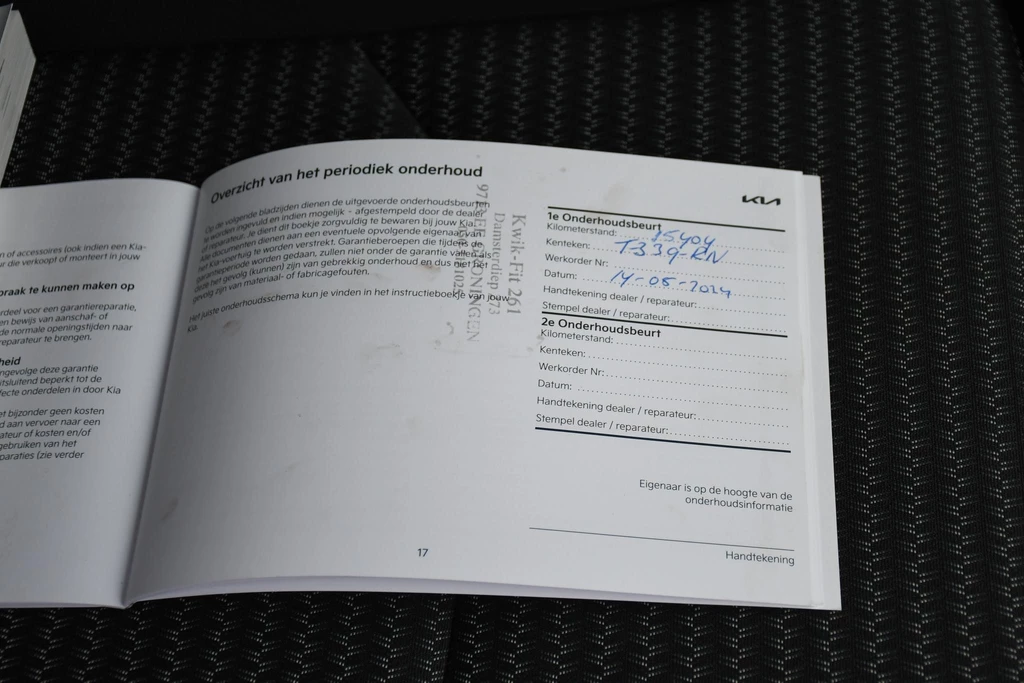 n of accessoires (ook indien een Kia-
ur die verkoopt of monteert in jouw
praak te kunnen maken op
rdeel voor een garantiereparatie,
en bewijs van aanschaf- of
de normale openingstijden naar
reparateur te brengen.
heid
ngevolge deze garantie
itsluitend beperkt tot de
fecte onderdelen in door Kia
et bijzonder geen kosten
d aan vervoer naar een
ateur of kosten en/of
gebruiken van het
paraties (zie verder
Overzicht van het periodiek onderhoud
Op de volgende bladzijden dienen de uitgevoerde onderhoudsbeurten
te worden ingevuld en indien mogelijk - afgestempeld door de dealer
/ reparateur. Je dient dit boekje zorgvuldig te bewaren bij jouw Kia.
Alle documenten dienen aan een eventuele opvolgende eigenaar van
het Kia-voertuig te worden verstrekt. Garantieberoepen die tijdens de
garantieperiode worden gedaan, zullen niet onder de garantie vallen als
deze het gevolg (kunnen) zijn van gebrekkig onderhoud en dus niet het
gevolg zijn van materiaal- of fabricagefouten.
Het juiste onderhoudsschema kun je vinden in het instructieboekje van jouw
Kia.
Kwik-Fit 261
Damsterdiep 273
GRONINGEN
17
KIA
1e Onderhoudsbeurt
Kilometerstand: 15.404
Kenteken: T-339-RN
Werkorder Nr:
Datum: 14-05-2024
Handtekening dealer / reparateur:
Stempel dealer / reparateur:
2e Onderhoudsbeurt
Kilometerstand:
Kenteken:
Werkorder Nr:
Datum:
Handtekening dealer / reparateur:
Stempel dealer / reparateur:
Eigenaar is op de hoogte van de
onderhoudsinformatie
Handtekening